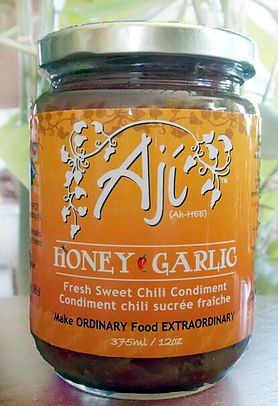 Ají
(Ah-HEE)
HONEY GARLIC
Fresh Sweet Chili Condiment
Condiment chili sucrée fraîche
Make ORDINARY Food EXTRAORDINARY
375ml / 12oz